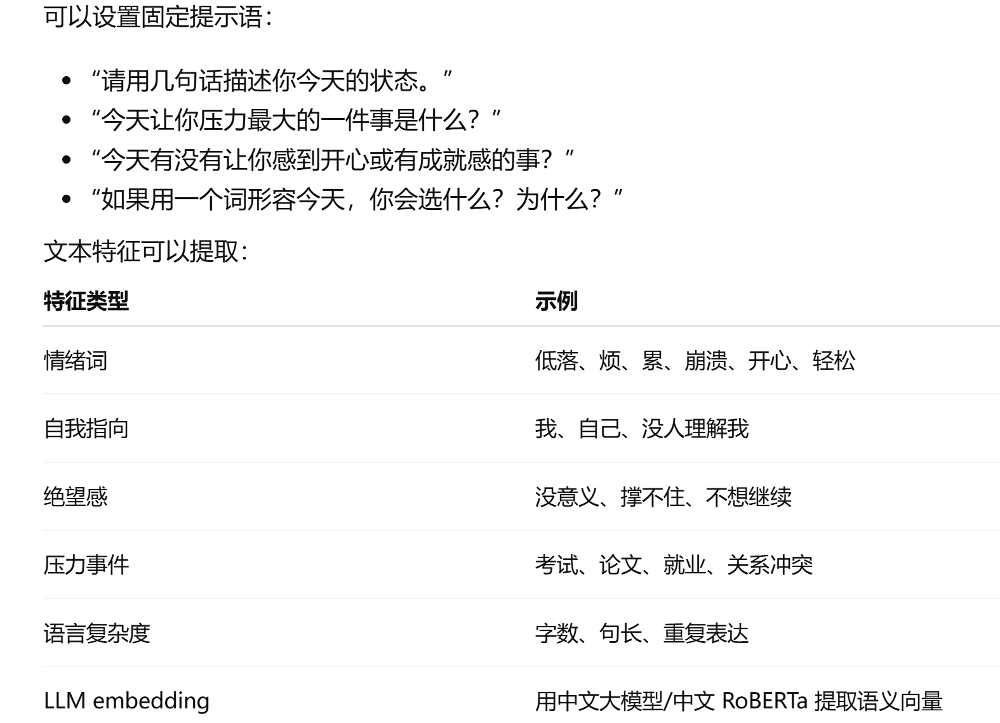 可以设置固定提示语：
“请用几句话描述你今天的状态。”
“今天让你压力最大的一件事是什么？”
“今天有没有让你感到开心或有成就感的事？”
“如果用一个词形容今天，你会选什么？为什么？”
文本特征可以提取：
特征类型 示例
情绪词 低落、烦、累、崩溃、开心、轻松
自我指向 我、自己、没人理解我
绝望感 没意义、撑不住、不想继续
压力事件 考试、论文、就业、关系冲突
语言复杂度 字数、句长、重复表达
LLM embedding 用中文大模型/中文 RoBERTa 提取语义向量